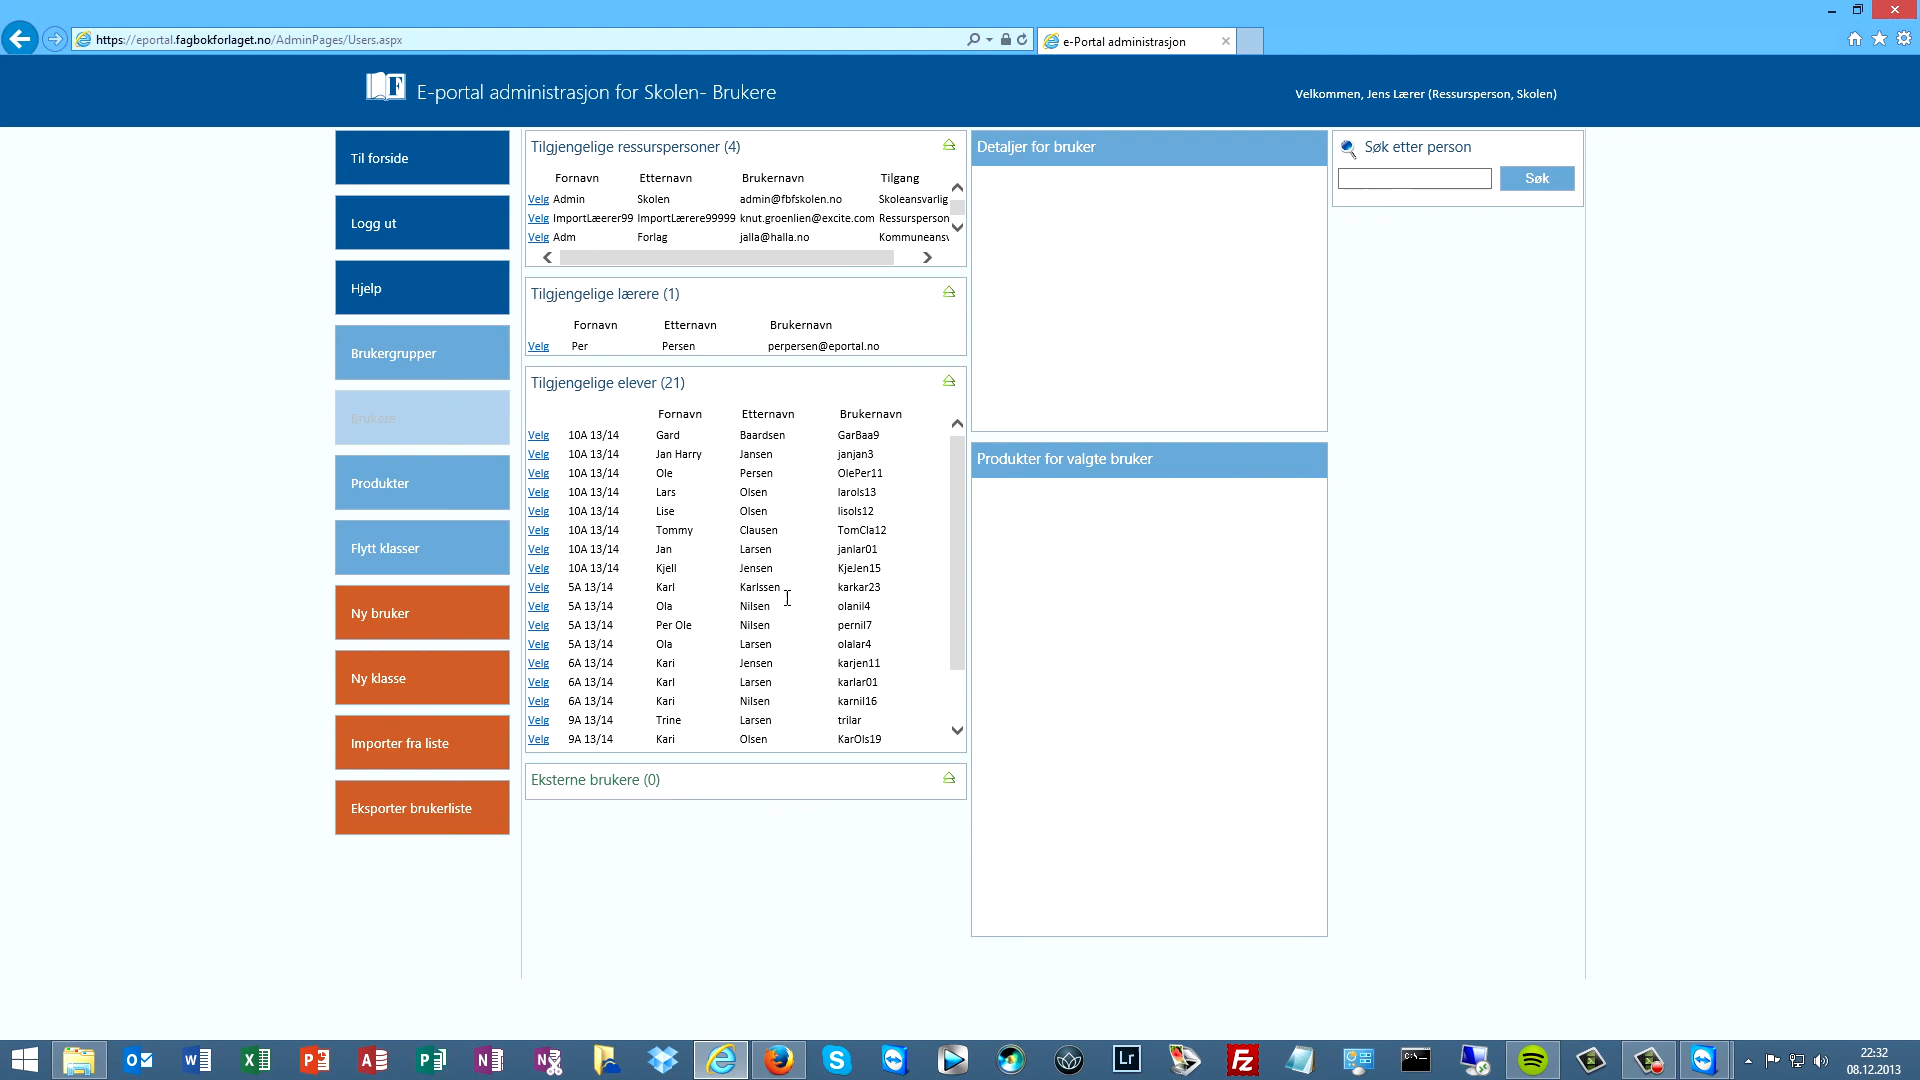 https://eportal.fagbokforlaget.no/AdminPages/Users.aspx
e-Portal administrasjon
E-portal administrasjon for Skolen- Brukere
Velkommen, Jens Lærer (Ressursperson, Skolen)
Til forside
Logg ut
Hjelp
Brukergrupper
Brukere
Produkter
Flytt klasser
Ny bruker
Ny klasse
Importer fra liste
Eksporter brukerliste
Tilgjengelige ressurspersoner (4)
Fornavn Etternavn Brukernavn Tilgang
Velg Admin Skolen admin@fbfskolen.no Skoleansvarlig
Velg ImportLæerer99 ImportLærere99999 knut.groenlien@excite.com Ressursperson
Velg Adm Forlag jalla@halla.no Kommuneansv
Tilgjengelige lærere (1)
Fornavn Etternavn Brukernavn
Velg Per Persen perpersen@eportal.no
Tilgjengelige elever (21)
Fornavn Etternavn Brukernavn
Velg 10A 13/14 Gard Baardsen GarBaa9
Velg 10A 13/14 Jan Harry Jansen janjan3
Velg 10A 13/14 Ole Persen OlePer11
Velg 10A 13/14 Lars Olsen larols13
Velg 10A 13/14 Lise Olsen lisols12
Velg 10A 13/14 Tommy Clausen TomCla12
Velg 10A 13/14 Jan Larsen janlar01
Velg 10A 13/14 Kjell Jensen KjeJen15
Velg 5A 13/14 Karl Karlssen karkar23
Velg 5A 13/14 Ola Nilsen olanil4
Velg 5A 13/14 Per Ole Nilsen pernil7
Velg 5A 13/14 Ola Larsen olalar4
Velg 6A 13/14 Kari Jensen karjen11
Velg 6A 13/14 Karl Larsen karlar01
Velg 6A 13/14 Kari Nilsen karnil16
Velg 9A 13/14 Trine Larsen trilar
Velg 9A 13/14 Kari Olsen KarOls19
Eksterne brukere (0)
Detaljer for bruker
Produkter for valgte bruker
Søk etter person
Søk
Lr
22:32
08.12.2013